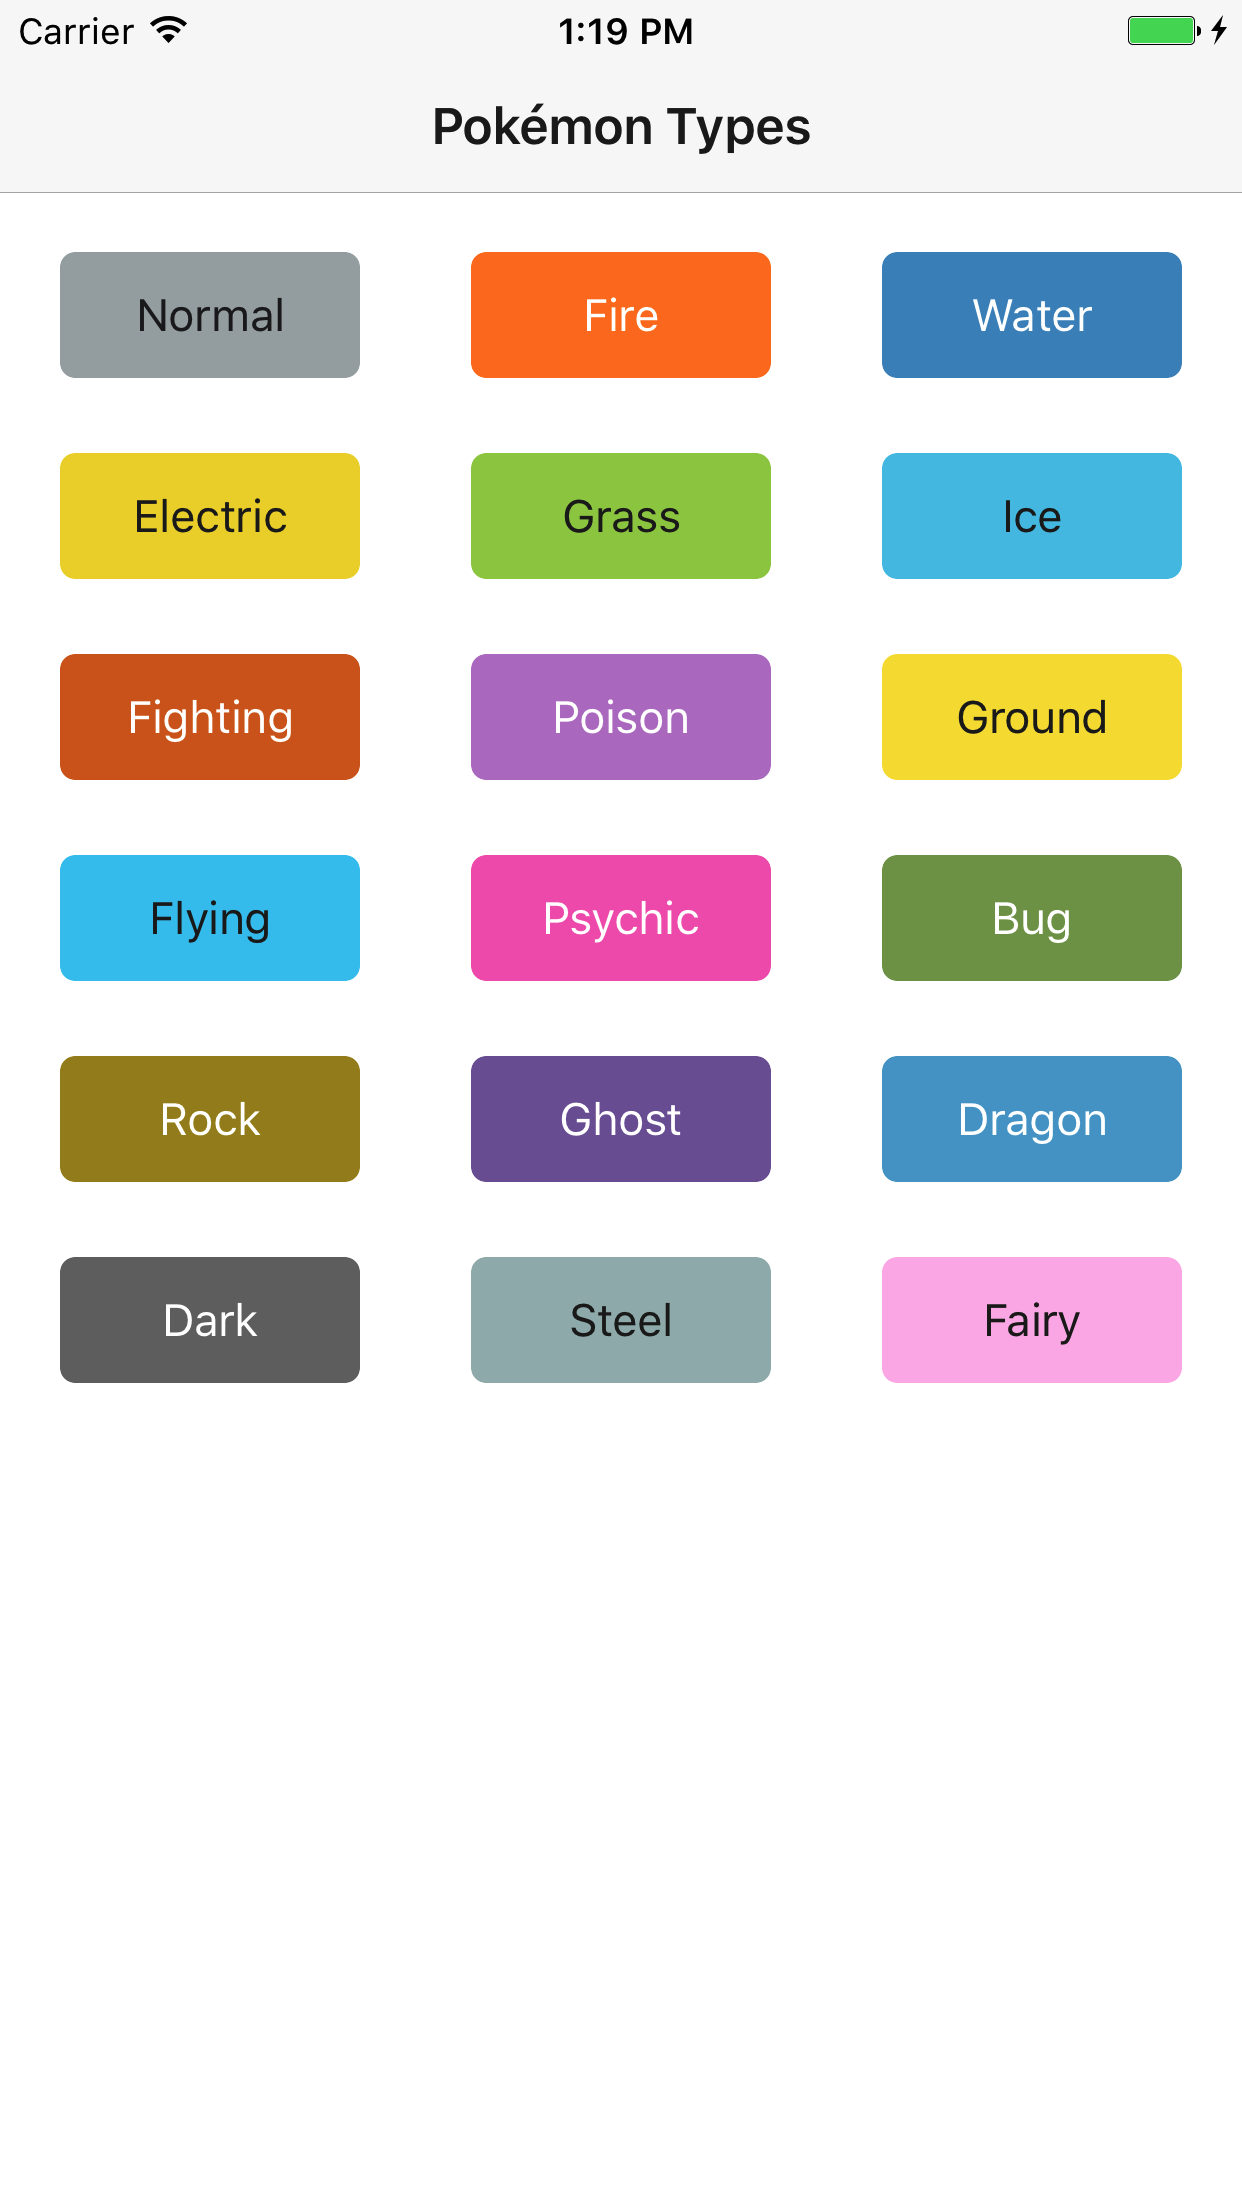 Carrier 1:19 PM
Pokémon Types
Normal Fire Water
Electric Grass Ice
Fighting Poison Ground
Flying Psychic Bug
Rock Ghost Dragon
Dark Steel Fairy